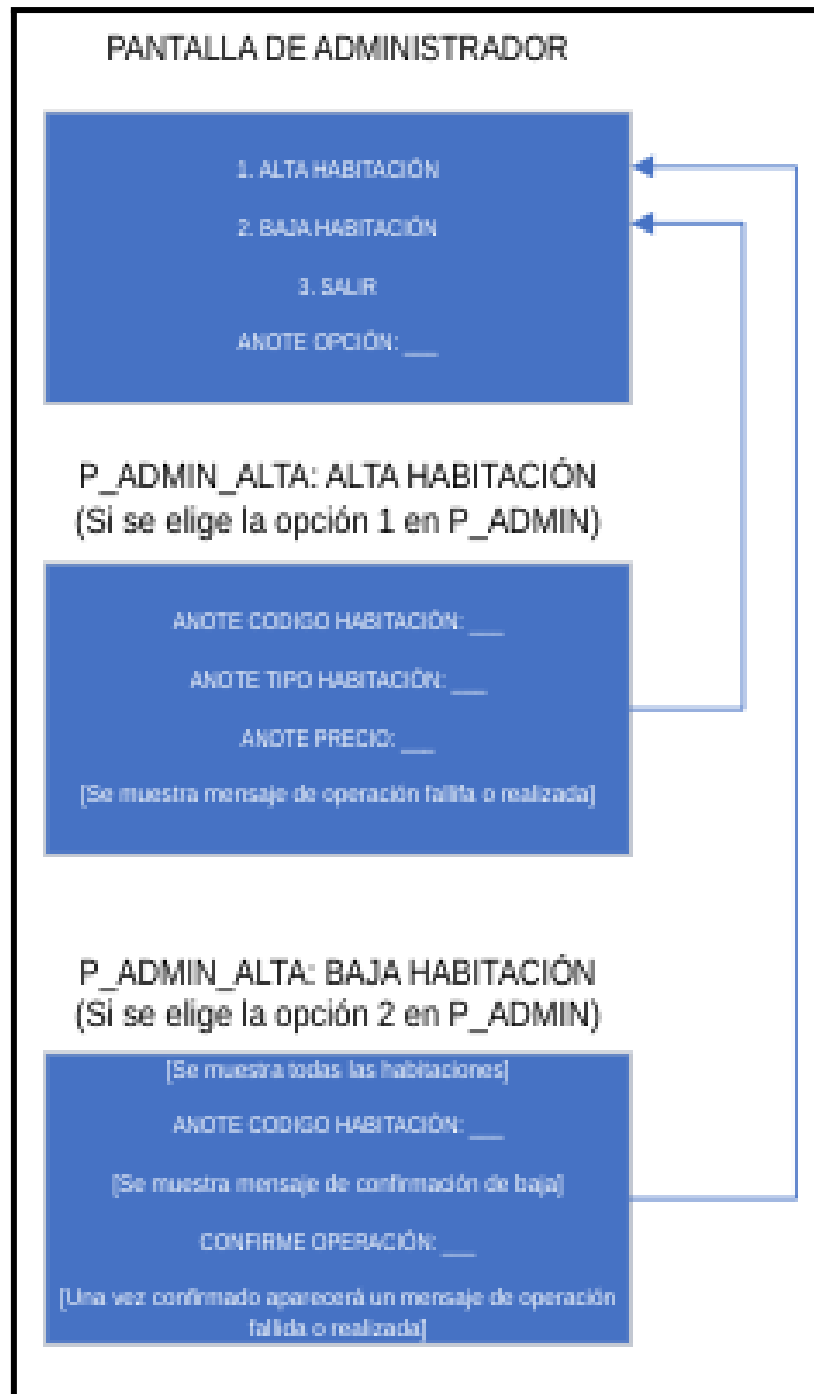 PANTALLA DE ADMINISTRADOR
1. ALTA HABITACIÓN
2. BAJA HABITACIÓN
3. SALIR
ANOTE OPCIÓN: ___
P_ADMIN_ALTA: ALTA HABITACIÓN
(Si se elige la opción 1 en P_ADMIN)
ANOTE CODIGO HABITACIÓN: ___
ANOTE TIPO HABITACIÓN: ___
ANOTE PRECIO: ___
[Se muestra mensaje de operación fallifa o realizada]
P_ADMIN_ALTA: BAJA HABITACIÓN
(Si se elige la opción 2 en P_ADMIN)
[Se muestra todas las habitaciones]
ANOTE CODIGO HABITACIÓN: ___
[Se muestra mensaje de confirmación de baja]
CONFIRME OPERACIÓN: ___
[Una vez confirmado aparecerá un mensaje de operación
fallida o realizada]